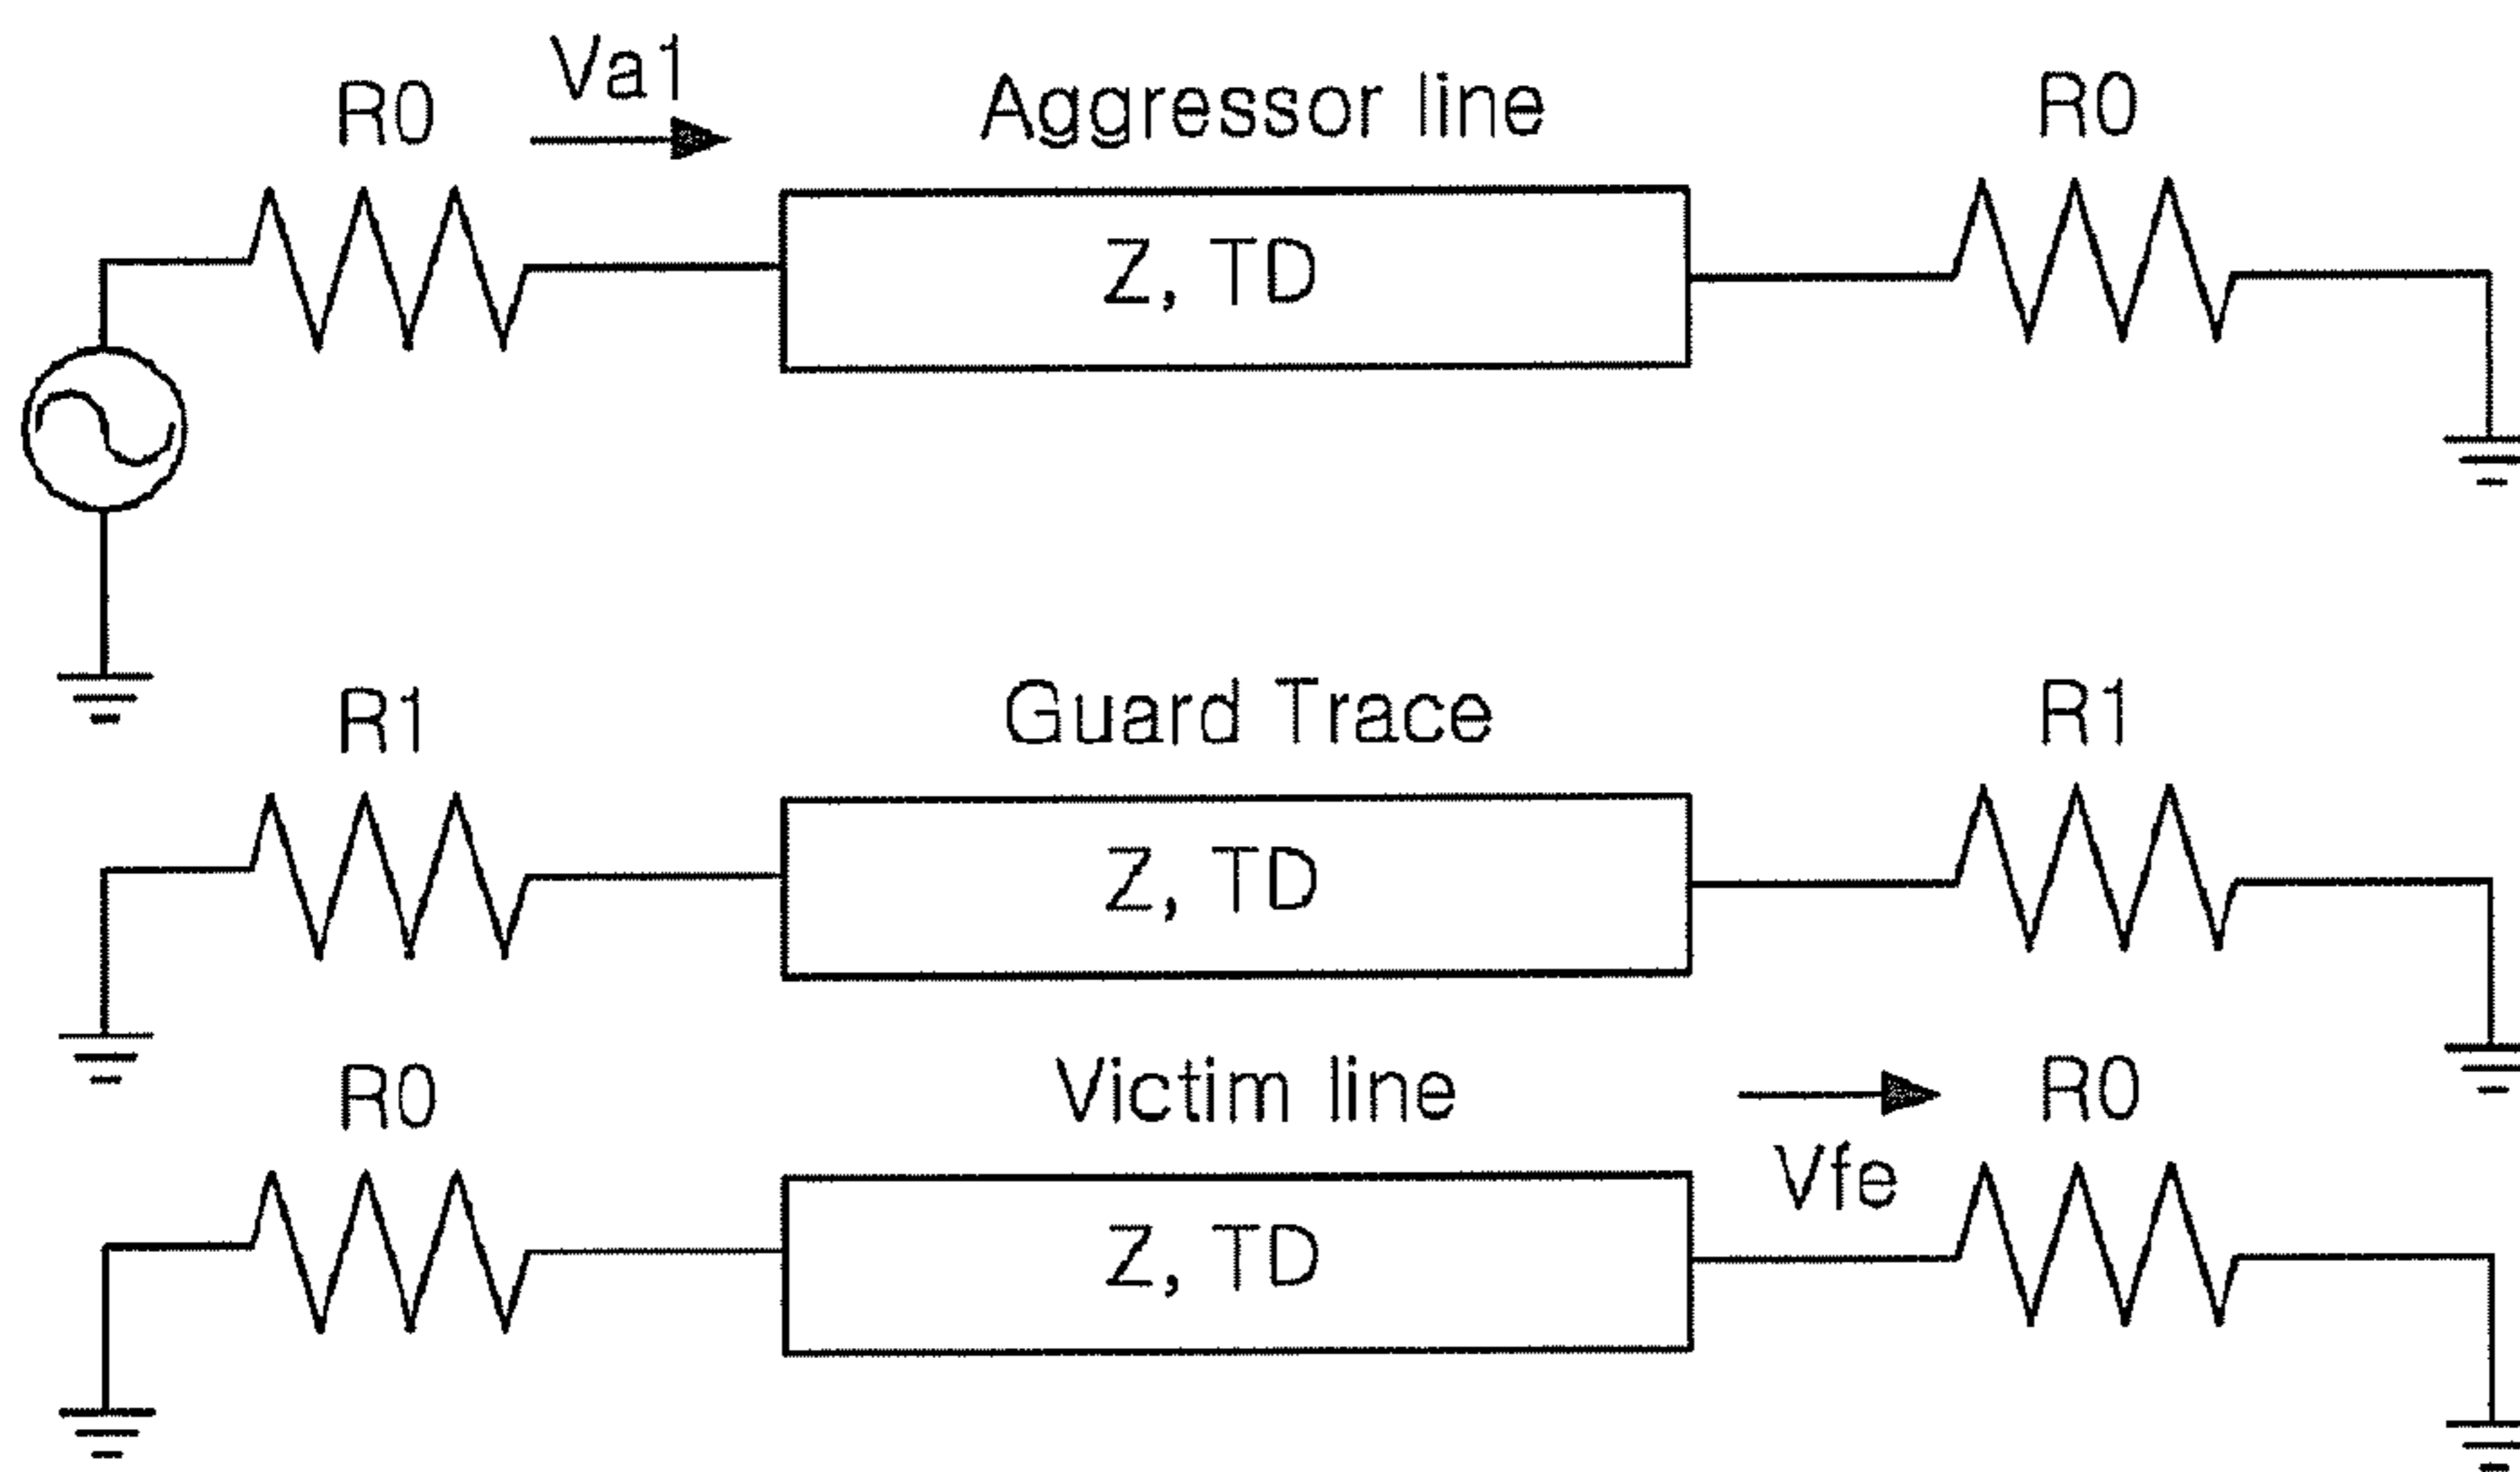 Va1
R0
Aggressor line
R0
Z, TD
R1
Guard Trace
R1
Z, TD
R0
Victim line
R0
Vfe
Z, TD